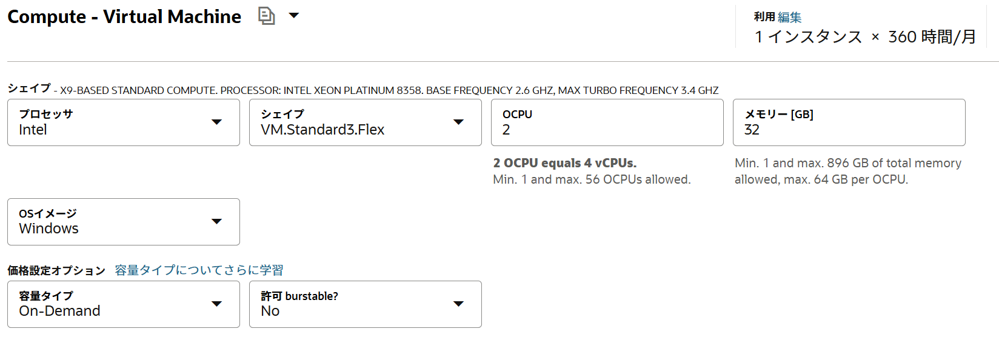 Compute - Virtual Machine
利用 編集
1 インスタンス × 360 時間/月
シェイプ - X9-BASED STANDARD COMPUTE. PROCESSOR: INTEL XEON PLATINUM 8358. BASE FREQUENCY 2.6 GHZ, MAX TURBO FREQUENCY 3.4 GHZ
プロセッサ
Intel
シェイプ
VM.Standard3.Flex
OCPU
2
メモリー [GB]
32
2 OCPU equals 4 vCPUs.
Min. 1 and max. 56 OCPUs allowed.
Min. 1 and max. 896 GB of total memory
allowed, max. 64 GB per OCPU.
OSイメージ
Windows
価格設定オプション 容量タイプについてさらに学習
容量タイプ
On-Demand
許可 burstable?
No